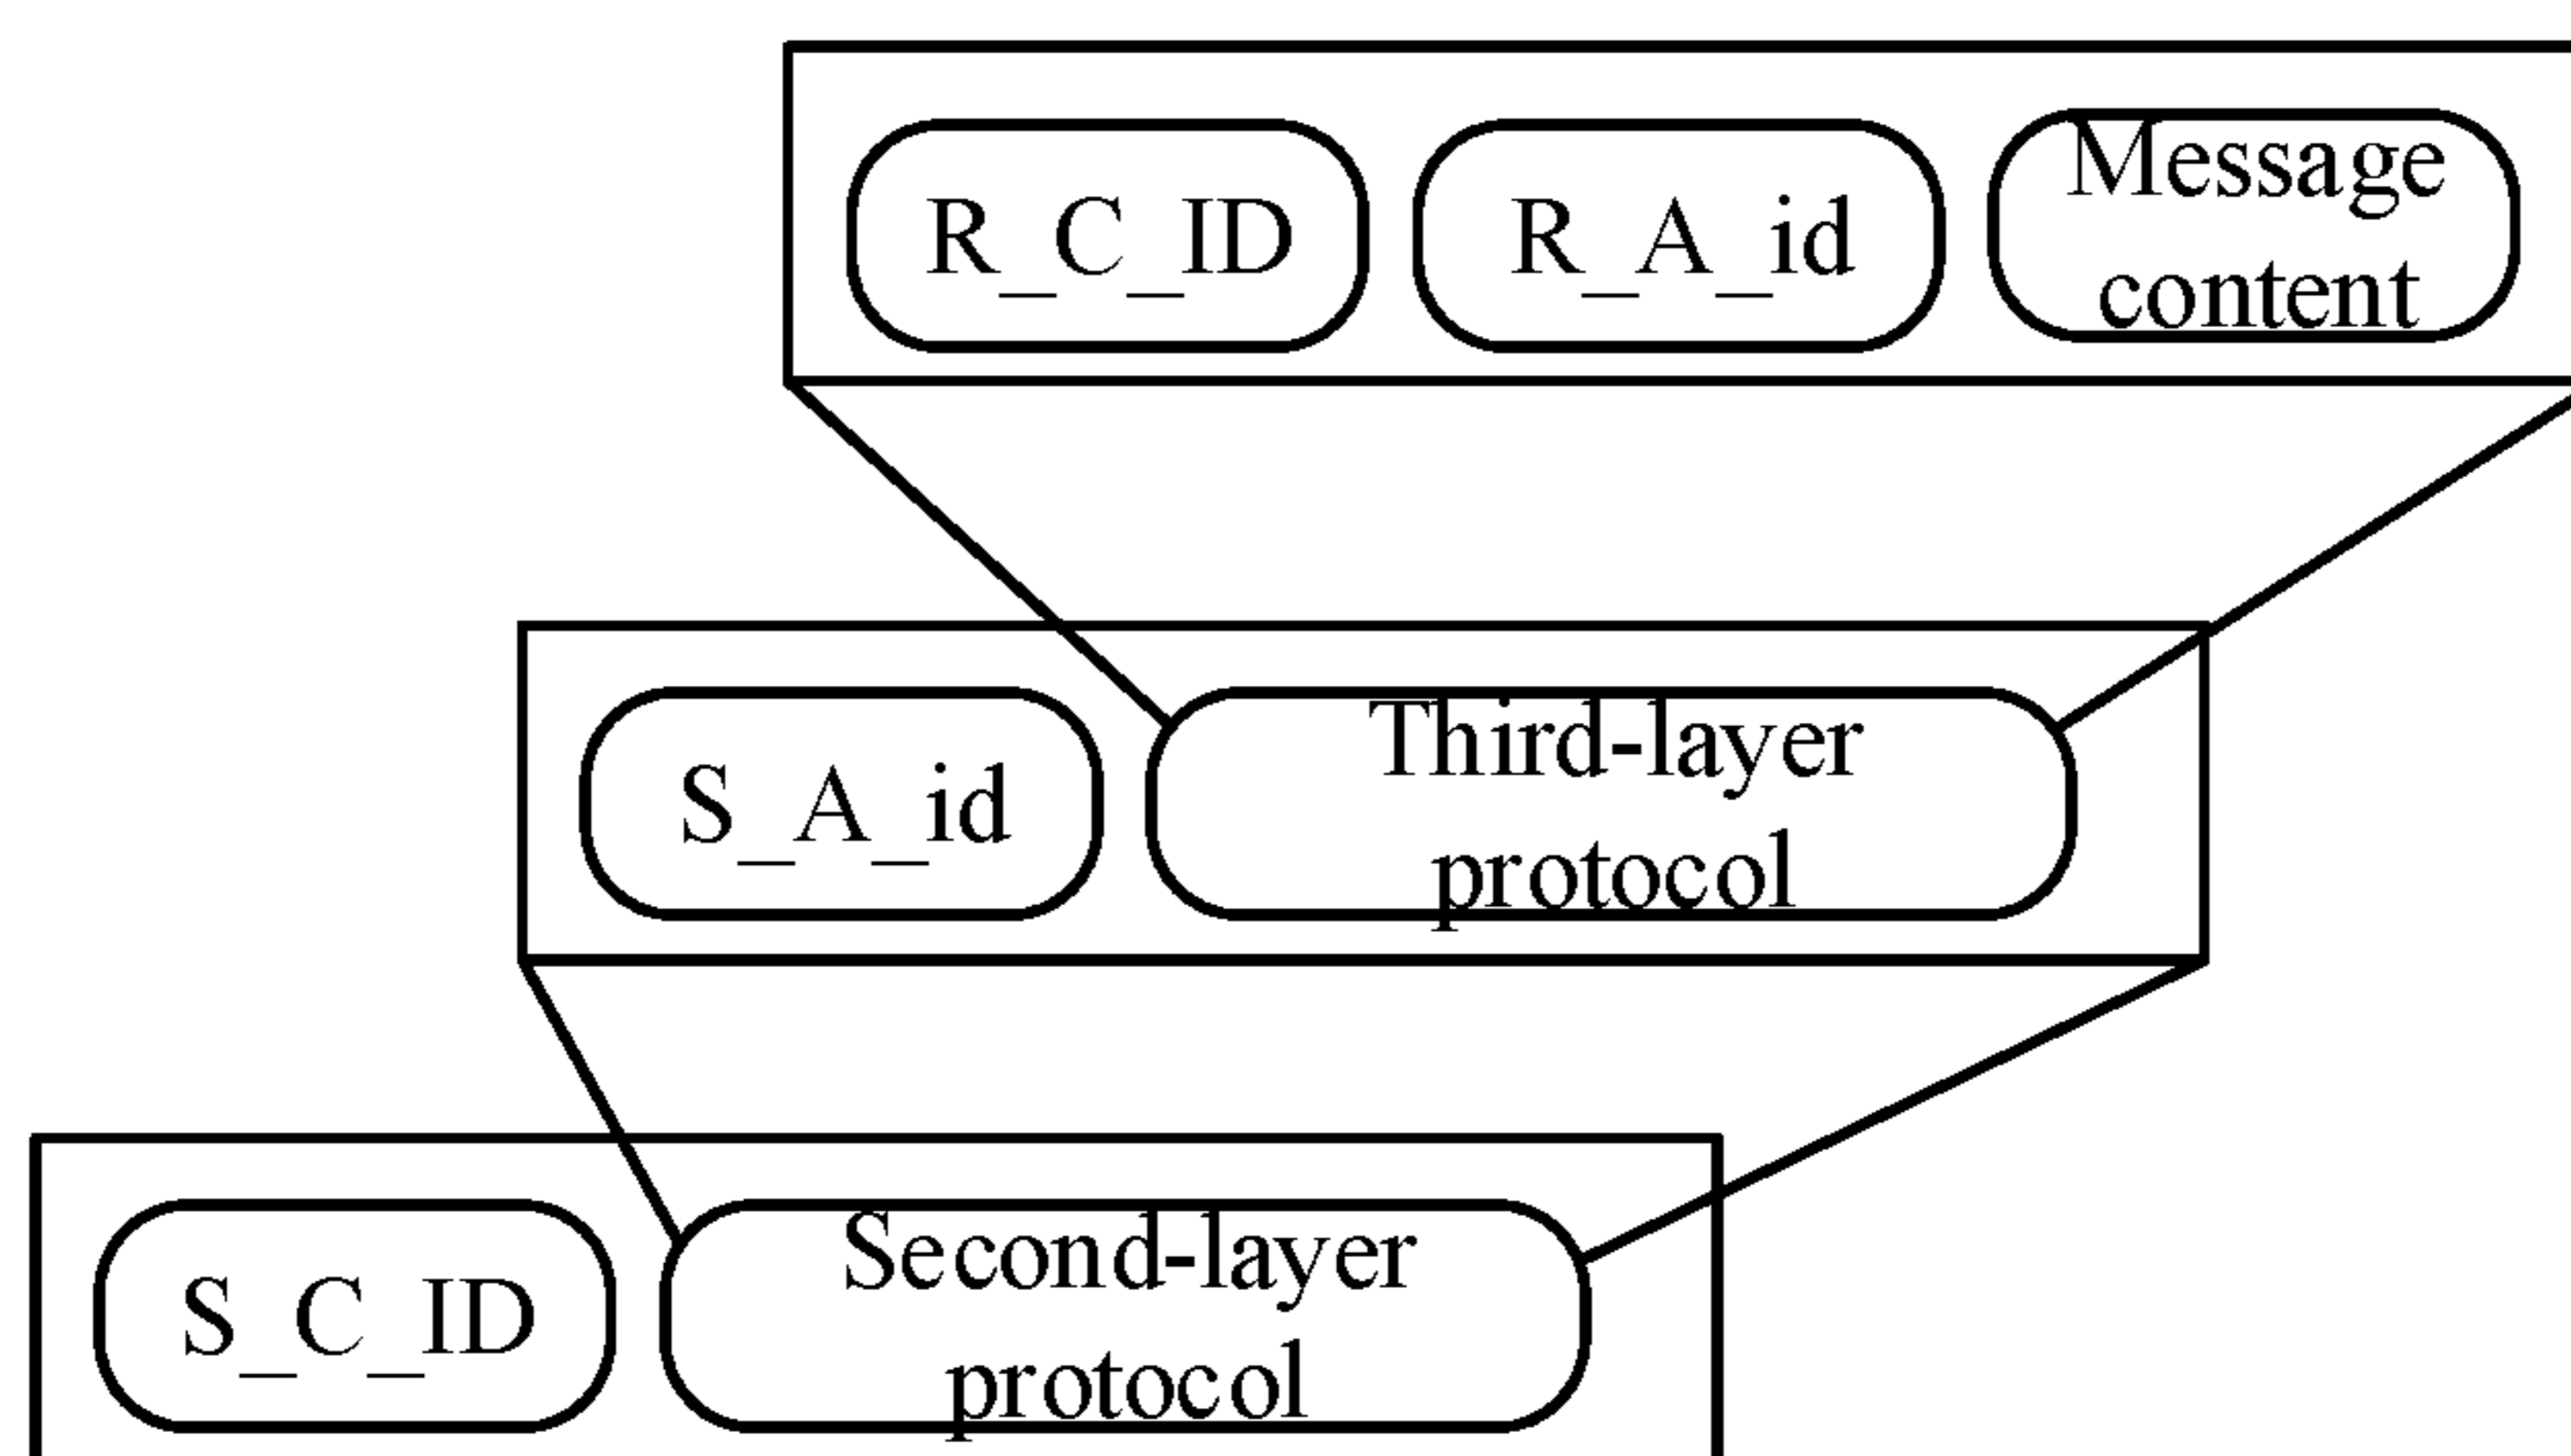 R_C_ID
R_A_id
Message
content
S_A_id
Third-layer
protocol
S_C_ID
Second-layer
protocol